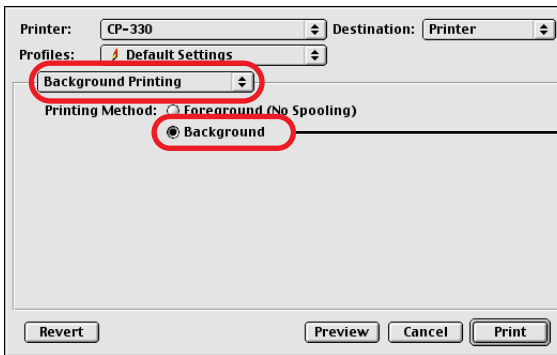 Printer: CP-330 Destination: Printer
Profiles: Default Settings
Background Printing
Printing Method: Foreground (No Spooling)
Background
Revert Preview Cancel Print